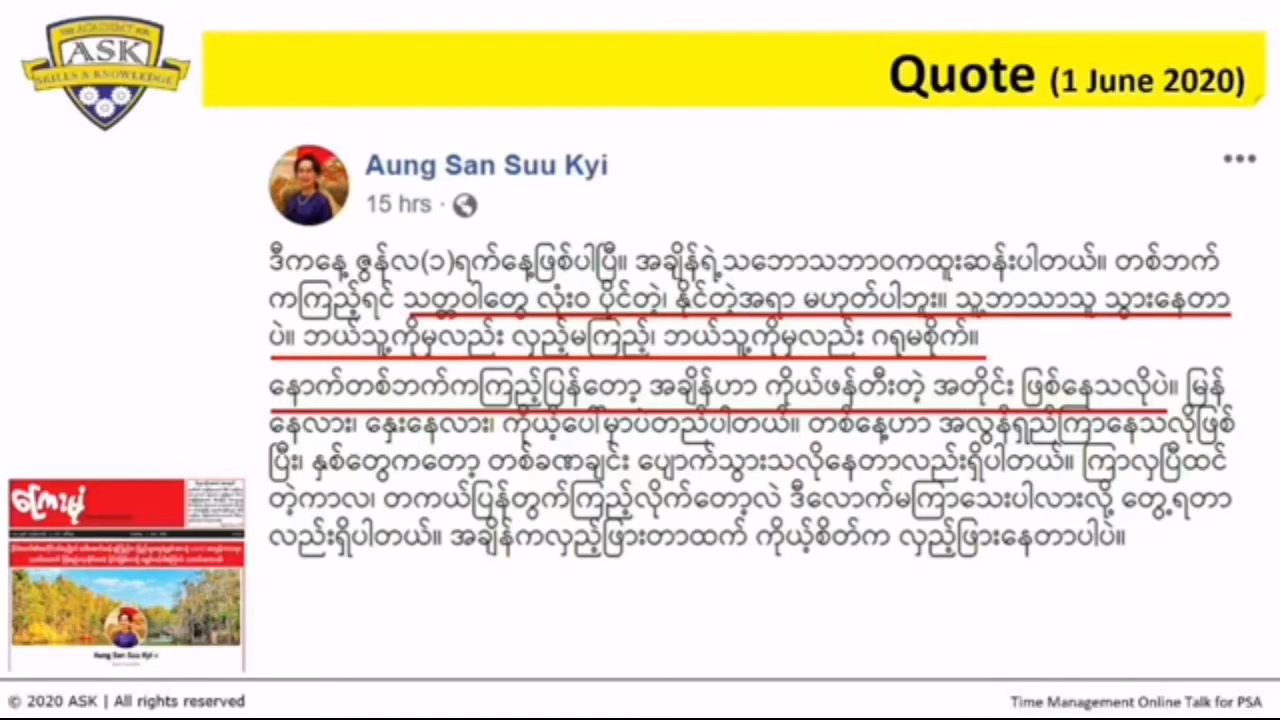 THE ACADEMY FOR
ASK
SKILLS & KNOWLEDGE
Quote (1 June 2020)
Aung San Suu Kyi
15 hrs ·
ဒီကနေ့ ဇွန်လ(၁)ရက်နေ့ဖြစ်ပါပြီ။ အချိန်ရဲ့သဘောသဘာဝကထူးဆန်းပါတယ်။ တစ်ဘက်
ကကြည့်ရင် သတ္တဝါတွေ လုံးဝ ပိုင်တဲ့၊ နိုင်တဲ့အရာ မဟုတ်ပါဘူး။ သူ့ဘာသာသူ သွားနေတာ
ပဲ။ ဘယ်သူ့ကိုမှလည်း လှည့်မကြည့်၊ ဘယ်သူ့ကိုမှလည်း ဂရုမစိုက်။
နောက်တစ်ဘက်ကကြည့်ပြန်တော့ အချိန်ဟာ ကိုယ်ဖန်တီးတဲ့ အတိုင်း ဖြစ်နေသလိုပဲ။ မြန်
နေလား၊ နှေးနေလား၊ ကိုယ့်ပေါ်မှာပဲတည်ပါတယ်။ တစ်နေ့ဟာ အလွန်ရှည်ကြာနေသလိုဖြစ်
ပြီး၊ နှစ်တွေကတော့ တစ်ခဏချင်း ပျောက်သွားသလိုနေတာလည်းရှိပါတယ်။ ကြာလှပြီထင်
တဲ့ကာလ၊ တကယ်ပြန်တွက်ကြည့်လိုက်တော့လဲ ဒီလောက်မကြာသေးပါလားလို့ တွေ့ရတာ
လည်းရှိပါတယ်။ အချိန်ကလှည့်ဖြားတာထက် ကိုယ့်စိတ်က လှည့်ဖြားနေတာပါပဲ။
ကြေးမုံ
Aung San Suu Kyi
© 2020 ASK | All rights reserved
Time Management Online Talk for PSA